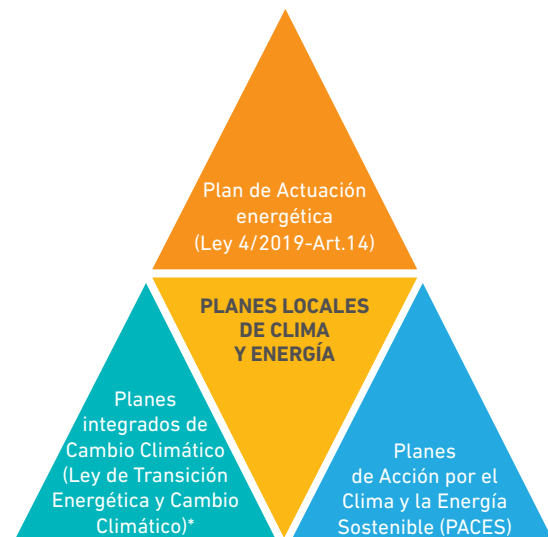 Plan de Actuación
energética
(Ley 4/2019-Art.14)
PLANES LOCALES
DE CLIMA
Y ENERGÍA
Planes
integrados de
Cambio Climático
(Ley de Transición
Energética y Cambio
Climático)*
Planes
de Acción por el
Clima y la Energía
Sostenible (PACES)